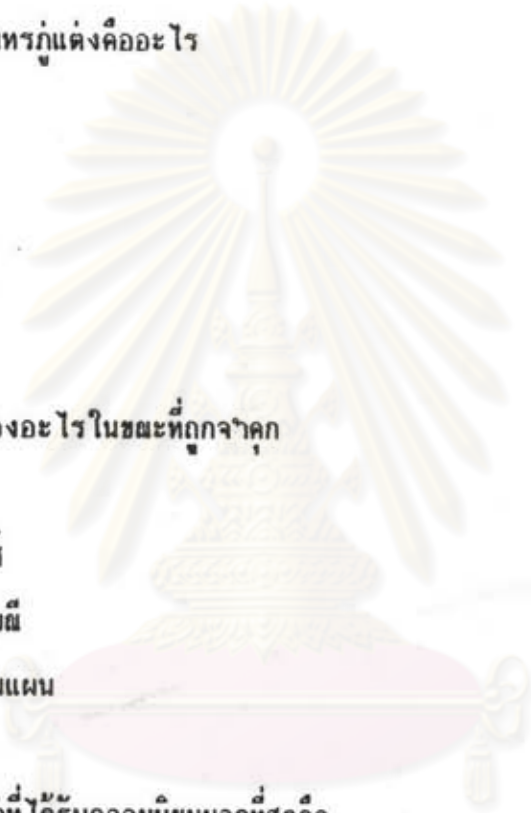 ทรภู่แต่งคืออะไร
งอะไรในขณะที่ถูกจำคุก
ณี
แผน
ที่ได้รับความนิยมมากที่สุดคือ